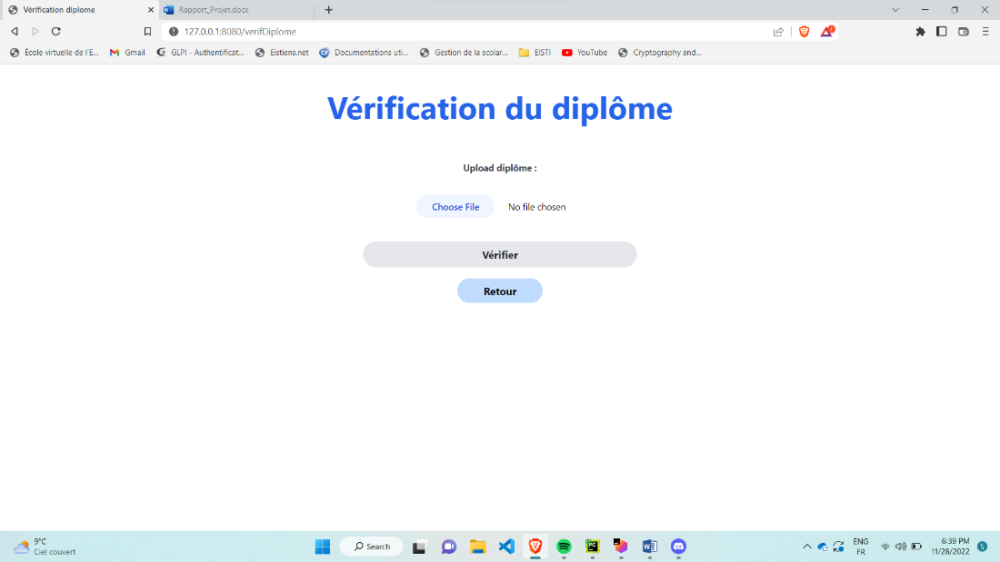 Vérification diplome
Rapport_Projet.docx
127.0.0.1:8080/verifDiplome
École virtuelle de l'E...
Gmail
GLPI - Authentificat...
Eistiens.net
Documentations uti...
Gestion de la scolar...
EISTI
YouTube
Cryptography and...
Vérification du diplôme
Upload diplôme :
Choose File No file chosen
Vérifier
Retour
9°C
Ciel couvert
Search
PC
ENG
FR
6:39 PM
11/28/2022
5